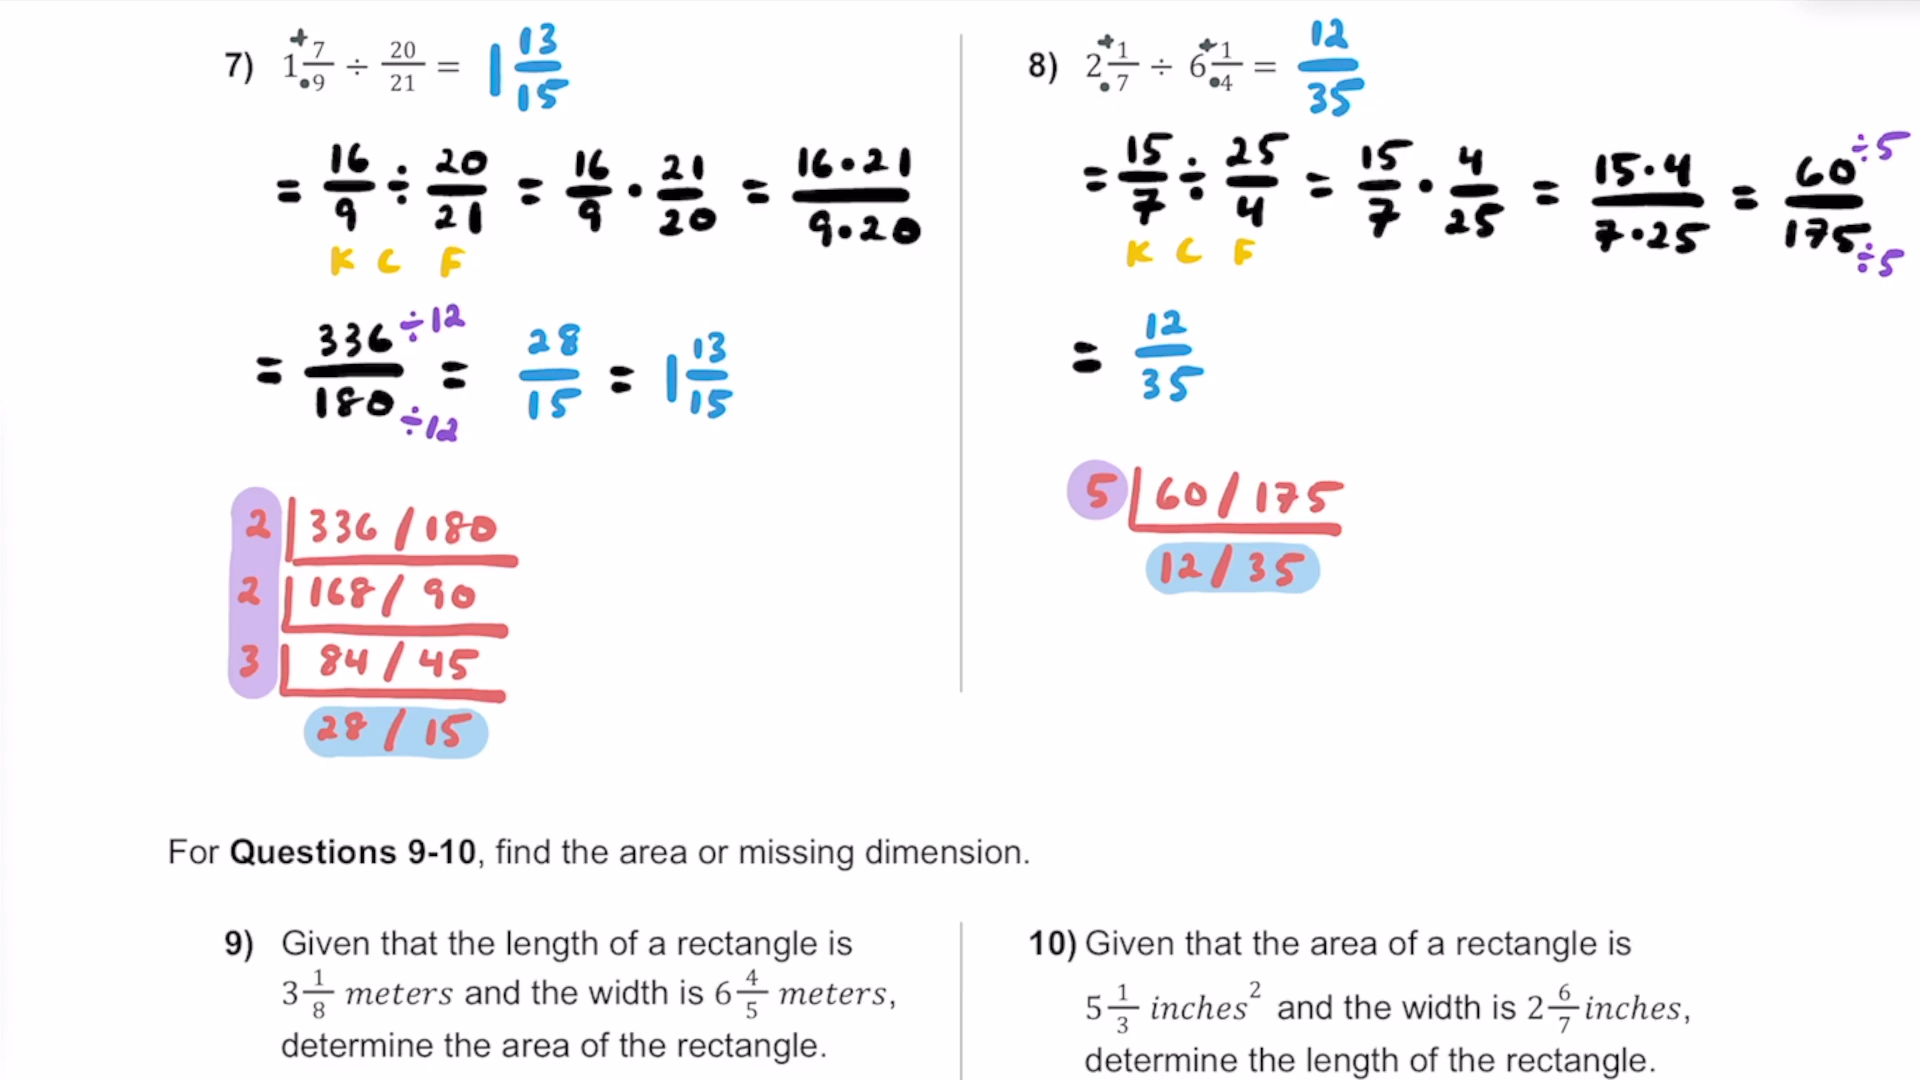 7) 1 7/9 ÷ 20/21 = 1 13/15
= 16/9 ÷ 20/21 = 16/9 • 21/20 = 16•21/9•20
K C F
= 336/180 ÷12 ÷12 = 28/15 = 1 13/15
2 | 336 / 180
2 | 168 / 90
3 | 84 / 45
28 / 15
8) 2 1/7 ÷ 6 1/4 = 12/35
= 15/7 ÷ 25/4 = 15/7 • 4/25 = 15•4/7•25 = 60/175 ÷5 ÷5
K C F
= 12/35
5 | 60 / 175
12 / 35
For Questions 9-10, find the area or missing dimension.
9) Given that the length of a rectangle is
3 1/8 meters and the width is 6 4/5 meters,
determine the area of the rectangle.
10) Given that the area of a rectangle is
5 1/3 inches² and the width is 2 6/7 inches,
determine the length of the rectangle.